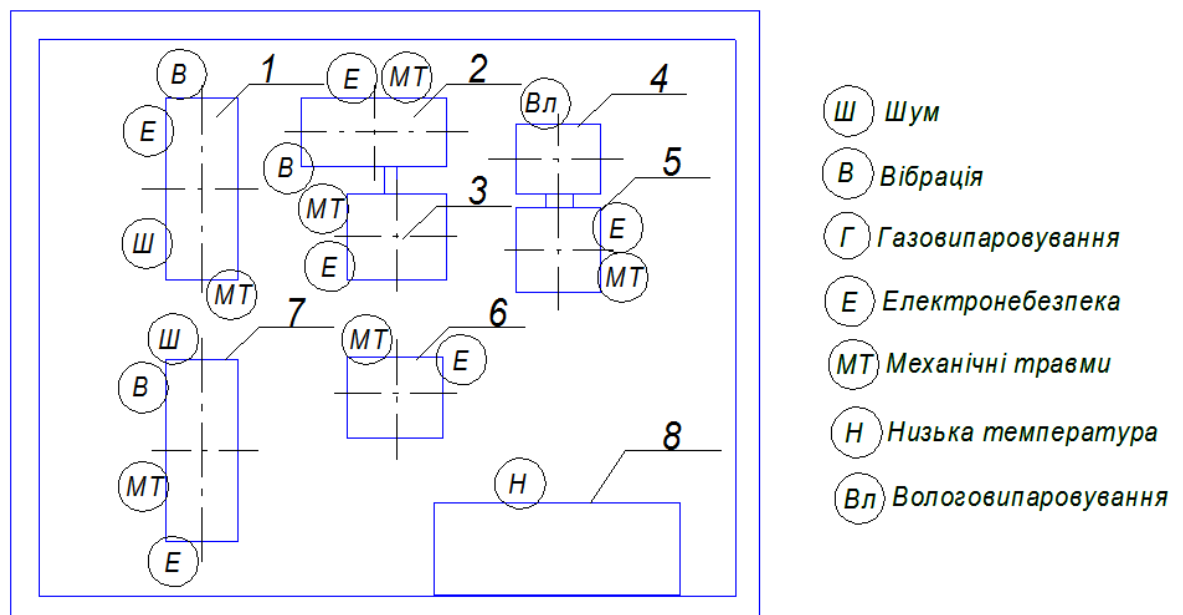 В
1
Е
МТ
2
Вл
4
Е
В
МТ
3
5
Е
Ш
Е
МТ
МТ
Ш
7
МТ
6
Е
В
МТ
Н
8
Е
Ш Шум
В Вібрація
Г Газовипаровування
Е Електронебезпека
МТ Механічні травми
Н Низька температура
Вл Вологовипаровування